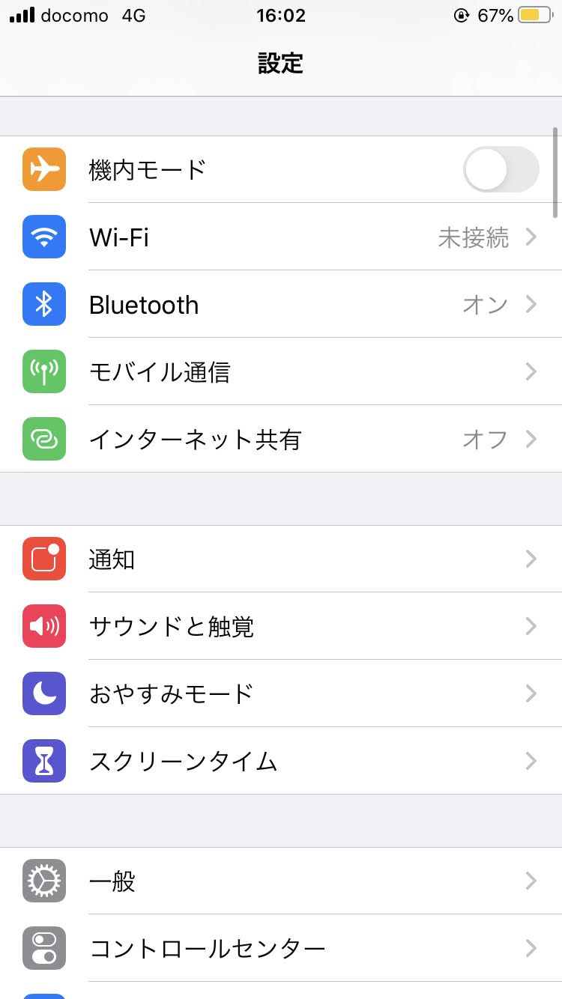 docomo 4G 16:02 67%
設定
機内モード
Wi-Fi 未接続
Bluetooth オン
モバイル通信
インターネット共有 オフ
通知
サウンドと触覚
おやすみモード
スクリーンタイム
一般
コントロールセンター